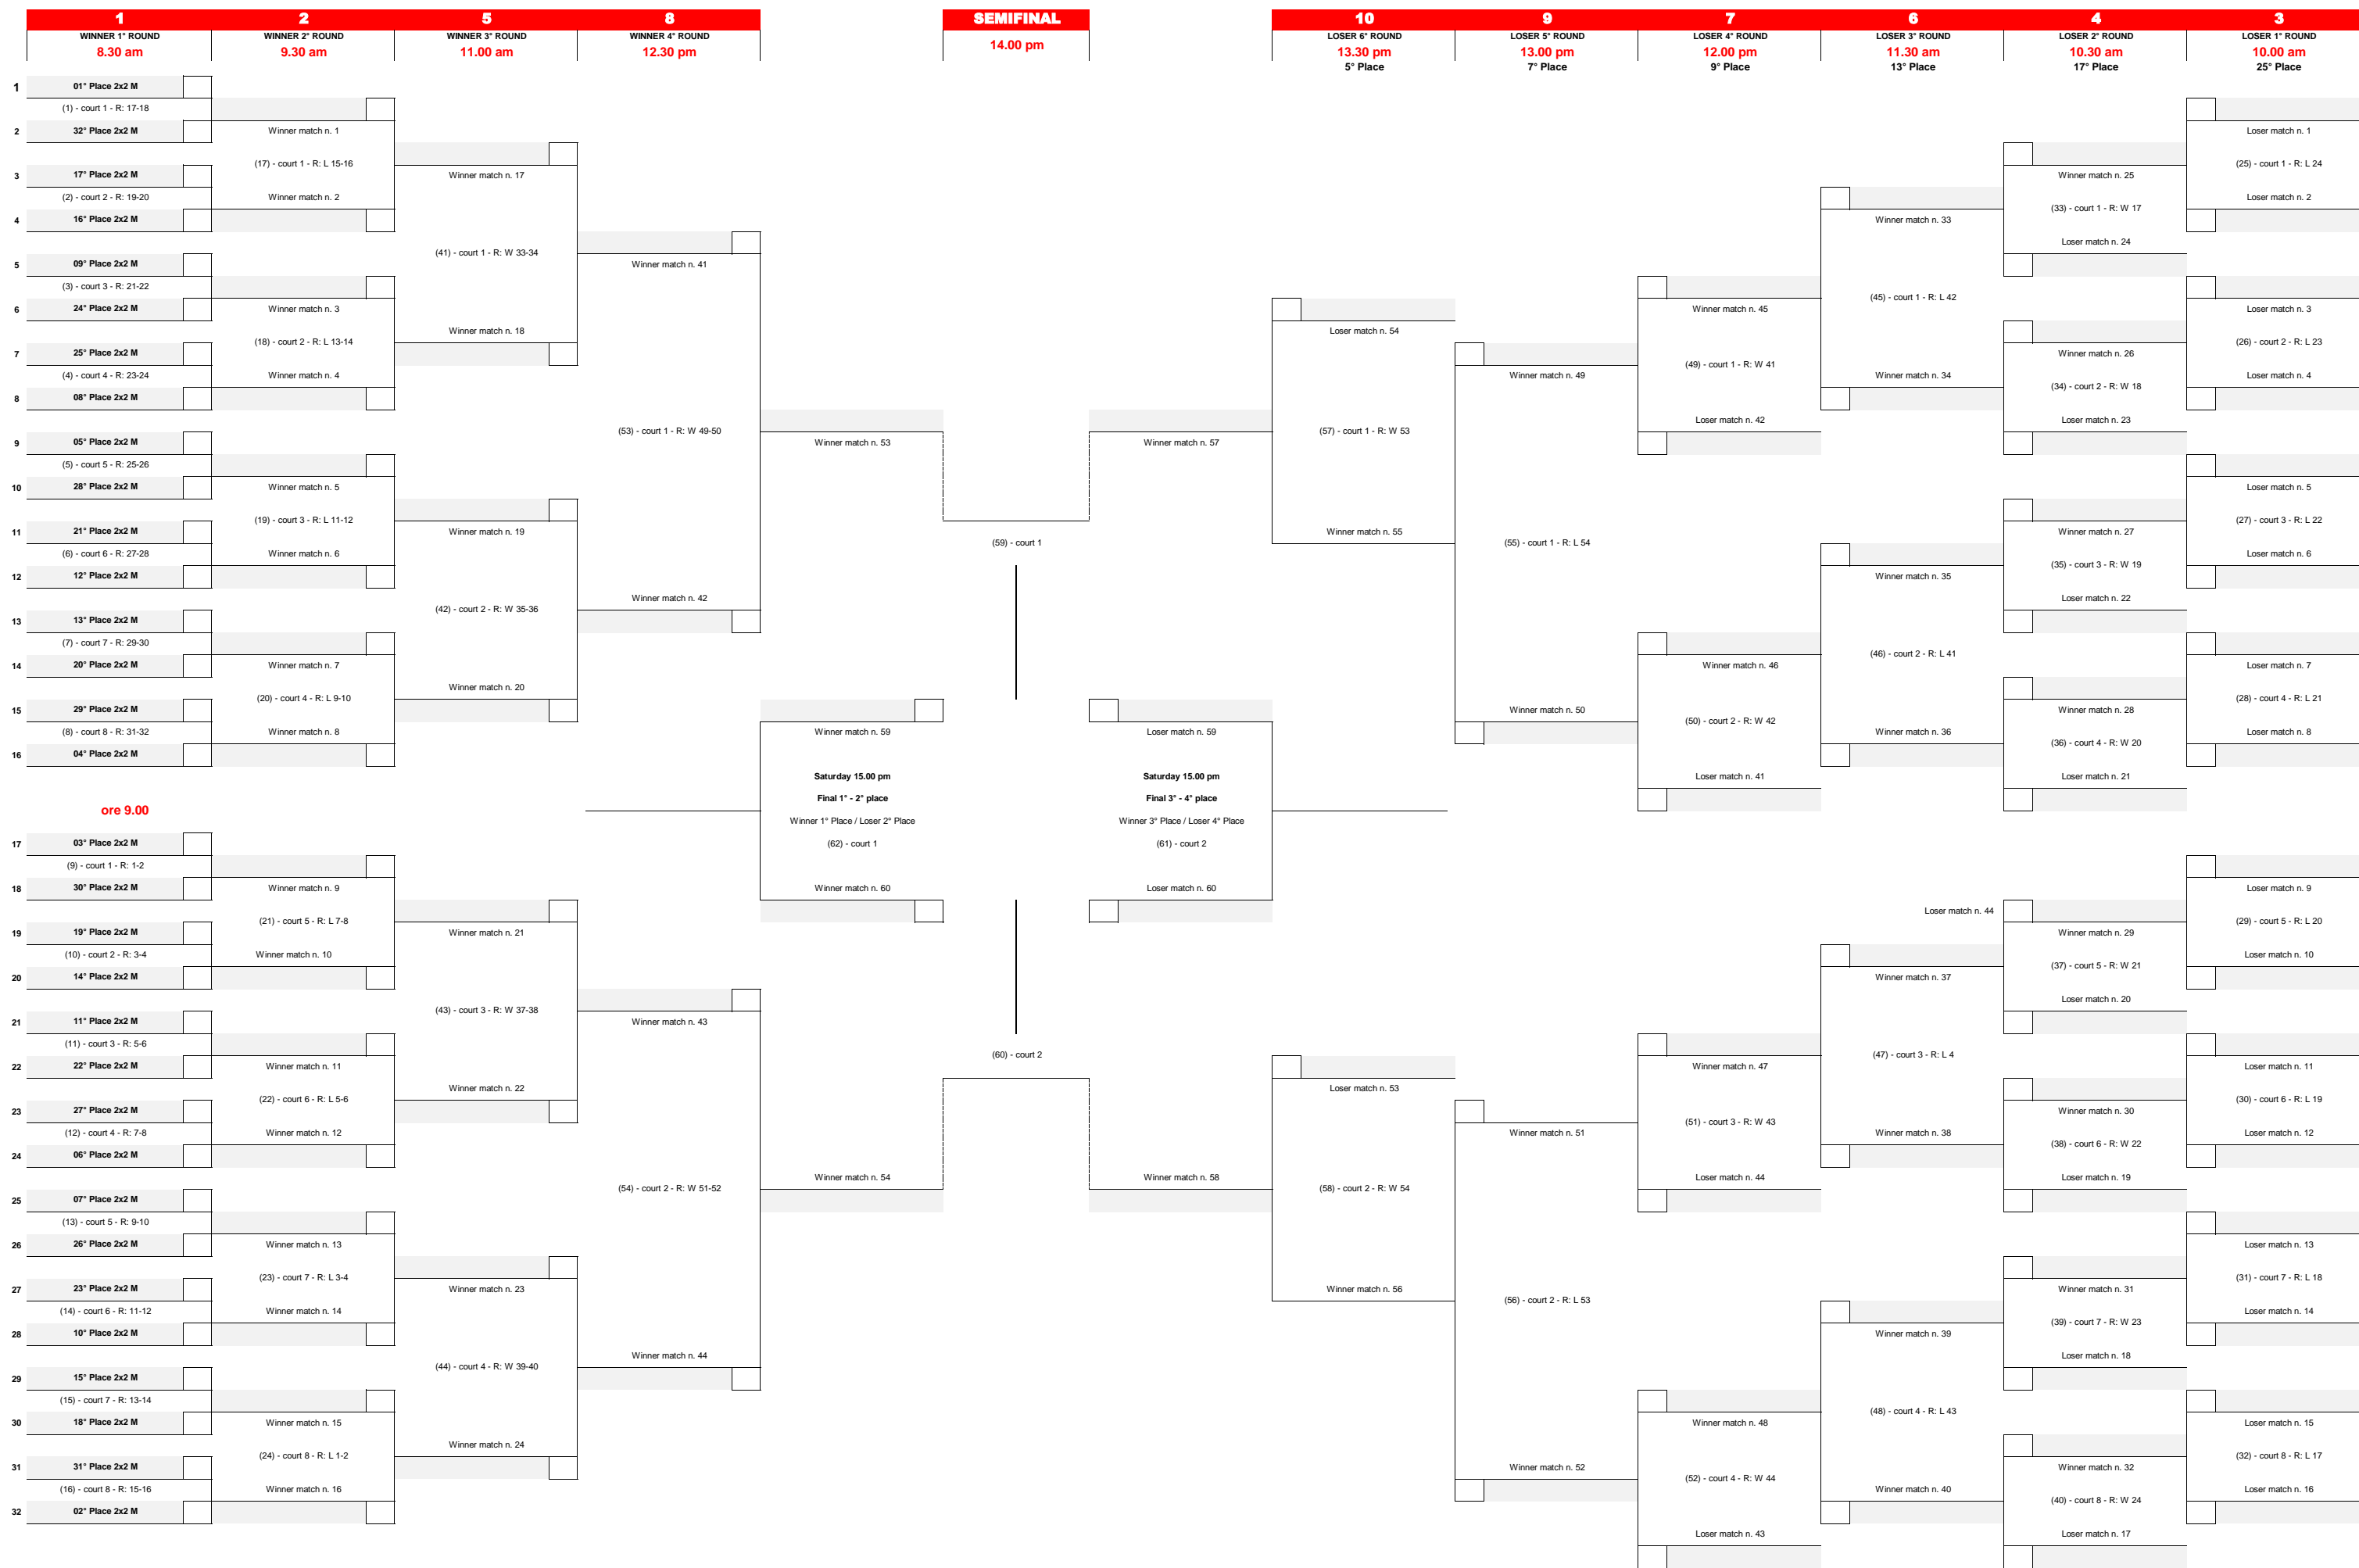 1 2 5 8 SEMIFINAL 10 9 7 6 4 3
WINNER 1° ROUND WINNER 2° ROUND WINNER 3° ROUND WINNER 4° ROUND LOSER 6° ROUND LOSER 5° ROUND LOSER 4° ROUND LOSER 3° ROUND LOSER 2° ROUND LOSER 1° ROUND
8.30 am 9.30 am 11.00 am 12.30 pm 14.00 pm 13.30 pm 13.00 pm 12.00 pm 11.30 am 10.30 am 10.00 am
5° Place 7° Place 9° Place 13° Place 17° Place 25° Place
1 01° Place 2x2 M
(1) - court 1 - R: 17-18
2 32° Place 2x2 M
3 17° Place 2x2 M
(2) - court 2 - R: 19-20
4 16° Place 2x2 M
5 09° Place 2x2 M
(3) - court 3 - R: 21-22
6 24° Place 2x2 M
7 25° Place 2x2 M
(4) - court 4 - R: 23-24
8 08° Place 2x2 M
9 05° Place 2x2 M
(5) - court 5 - R: 25-26
10 28° Place 2x2 M
11 21° Place 2x2 M
(6) - court 6 - R: 27-28
12 12° Place 2x2 M
13 13° Place 2x2 M
(7) - court 7 - R: 29-30
14 20° Place 2x2 M
15 29° Place 2x2 M
(8) - court 8 - R: 31-32
16 04° Place 2x2 M
ore 9.00
17 03° Place 2x2 M
(9) - court 1 - R: 1-2
18 30° Place 2x2 M
19 19° Place 2x2 M
(10) - court 2 - R: 3-4
20 14° Place 2x2 M
21 11° Place 2x2 M
(11) - court 3 - R: 5-6
22 22° Place 2x2 M
23 27° Place 2x2 M
(12) - court 4 - R: 7-8
24 06° Place 2x2 M
25 07° Place 2x2 M
(13) - court 5 - R: 9-10
26 26° Place 2x2 M
27 23° Place 2x2 M
(14) - court 6 - R: 11-12
28 10° Place 2x2 M
29 15° Place 2x2 M
(15) - court 7 - R: 13-14
30 18° Place 2x2 M
31 31° Place 2x2 M
(16) - court 8 - R: 15-16
32 02° Place 2x2 M
Winner match n. 1
(17) - court 1 - R: L 15-16
Winner match n. 2
Winner match n. 3
(18) - court 2 - R: L 13-14
Winner match n. 4
Winner match n. 5
(19) - court 3 - R: L 11-12
Winner match n. 6
Winner match n. 7
(20) - court 4 - R: L 9-10
Winner match n. 8
Winner match n. 9
(21) - court 5 - R: L 7-8
Winner match n. 10
Winner match n. 11
(22) - court 6 - R: L 5-6
Winner match n. 12
Winner match n. 13
(23) - court 7 - R: L 3-4
Winner match n. 14
Winner match n. 15
(24) - court 8 - R: L 1-2
Winner match n. 16
Winner match n. 17
(41) - court 1 - R: W 33-34
Winner match n. 18
Winner match n. 19
(42) - court 2 - R: W 35-36
Winner match n. 20
Winner match n. 21
(43) - court 3 - R: W 37-38
Winner match n. 22
Winner match n. 23
(44) - court 4 - R: W 39-40
Winner match n. 24
Winner match n. 41
(53) - court 1 - R: W 49-50
Winner match n. 42
Winner match n. 43
(54) - court 2 - R: W 51-52
Winner match n. 44
Winner match n. 53
Winner match n. 59
Saturday 15.00 pm
Final 1° - 2° place
Winner 1° Place / Loser 2° Place
(62) - court 1
Winner match n. 60
Winner match n. 54
(59) - court 1
(60) - court 2
Winner match n. 57
Loser match n. 59
Saturday 15.00 pm
Final 3° - 4° place
Winner 3° Place / Loser 4° Place
(61) - court 2
Loser match n. 60
Winner match n. 58
Loser match n. 54
(57) - court 1 - R: W 53
Winner match n. 55
Loser match n. 53
(58) - court 2 - R: W 54
Winner match n. 56
Winner match n. 49
(55) - court 1 - R: L 54
Winner match n. 50
Winner match n. 51
(56) - court 2 - R: L 53
Winner match n. 52
Winner match n. 45
(49) - court 1 - R: W 41
Loser match n. 42
Winner match n. 46
(50) - court 2 - R: W 42
Loser match n. 41
Winner match n. 47
(51) - court 3 - R: W 43
Loser match n. 44
Winner match n. 48
(52) - court 4 - R: W 44
Loser match n. 43
Winner match n. 33
(45) - court 1 - R: L 42
Winner match n. 34
Winner match n. 35
(46) - court 2 - R: L 41
Winner match n. 36
Loser match n. 44
Winner match n. 37
(47) - court 3 - R: L 4
Winner match n. 38
Winner match n. 39
(48) - court 4 - R: L 43
Winner match n. 40
Winner match n. 25
(33) - court 1 - R: W 17
Loser match n. 24
Winner match n. 26
(34) - court 2 - R: W 18
Loser match n. 23
Winner match n. 27
(35) - court 3 - R: W 19
Loser match n. 22
Winner match n. 28
(36) - court 4 - R: W 20
Loser match n. 21
Winner match n. 29
(37) - court 5 - R: W 21
Loser match n. 20
Winner match n. 30
(38) - court 6 - R: W 22
Loser match n. 19
Winner match n. 31
(39) - court 7 - R: W 23
Loser match n. 18
Winner match n. 32
(40) - court 8 - R: W 24
Loser match n. 17
Loser match n. 1
(25) - court 1 - R: L 24
Loser match n. 2
Loser match n. 3
(26) - court 2 - R: L 23
Loser match n. 4
Loser match n. 5
(27) - court 3 - R: L 22
Loser match n. 6
Loser match n. 7
(28) - court 4 - R: L 21
Loser match n. 8
Loser match n. 9
(29) - court 5 - R: L 20
Loser match n. 10
Loser match n. 11
(30) - court 6 - R: L 19
Loser match n. 12
Loser match n. 13
(31) - court 7 - R: L 18
Loser match n. 14
Loser match n. 15
(32) - court 8 - R: L 17
Loser match n. 16